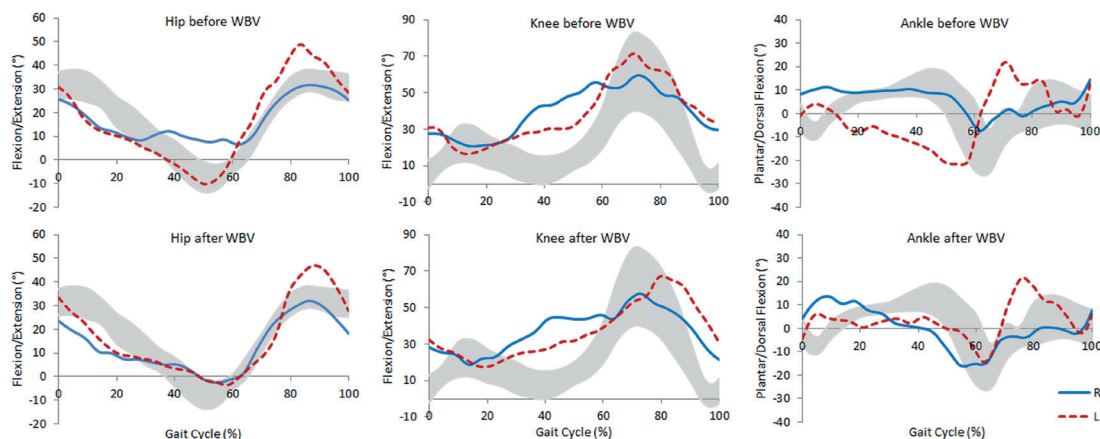 Hip before WBV
Flexion/Extension (°)
60
50
40
30
20
10
0
-10
-20
0 20 40 60 80 100
Knee before WBV
Flexion/Extension (°)
90
70
50
30
10
-10
0 20 40 60 80 100
Ankle before WBV
Plantar/Dorsal Flexion (°)
40
30
20
10
0
-10
-20
-30
-40
0 20 40 60 80 100
Hip after WBV
Flexion/Extension (°)
60
50
40
30
20
10
0
-10
-20
0 20 40 60 80 100
Gait Cycle (%)
Knee after WBV
Flexion/Extension (°)
90
70
50
30
10
-10
0 20 40 60 80 100
Gait Cycle (%)
Ankle after WBV
Plantar/Dorsal Flexion (°)
40
30
20
10
0
-10
-20
-30
-40
0 20 40 60 80 100
Gait Cycle (%)
R
L